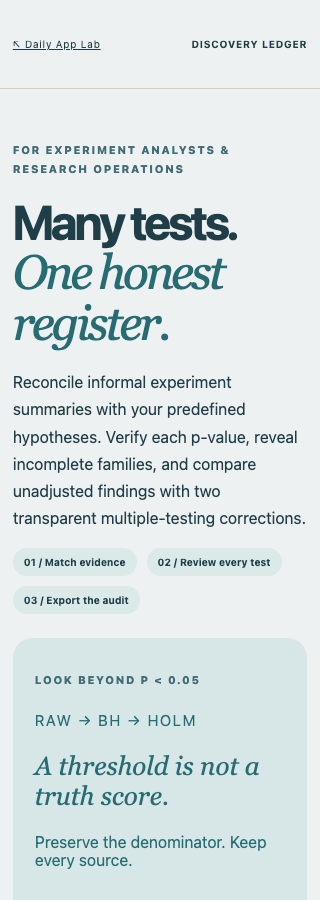 ↖ Daily App Lab
DISCOVERY LEDGER
FOR EXPERIMENT ANALYSTS &
RESEARCH OPERATIONS
Many tests.
One honest
register.
Reconcile informal experiment
summaries with your predefined
hypotheses. Verify each p-value, reveal
incomplete families, and compare
unadjusted findings with two
transparent multiple-testing corrections.
01 / Match evidence
02 / Review every test
03 / Export the audit
LOOK BEYOND P < 0.05
RAW → BH → HOLM
A threshold is not a
truth score.
Preserve the denominator. Keep
every source.